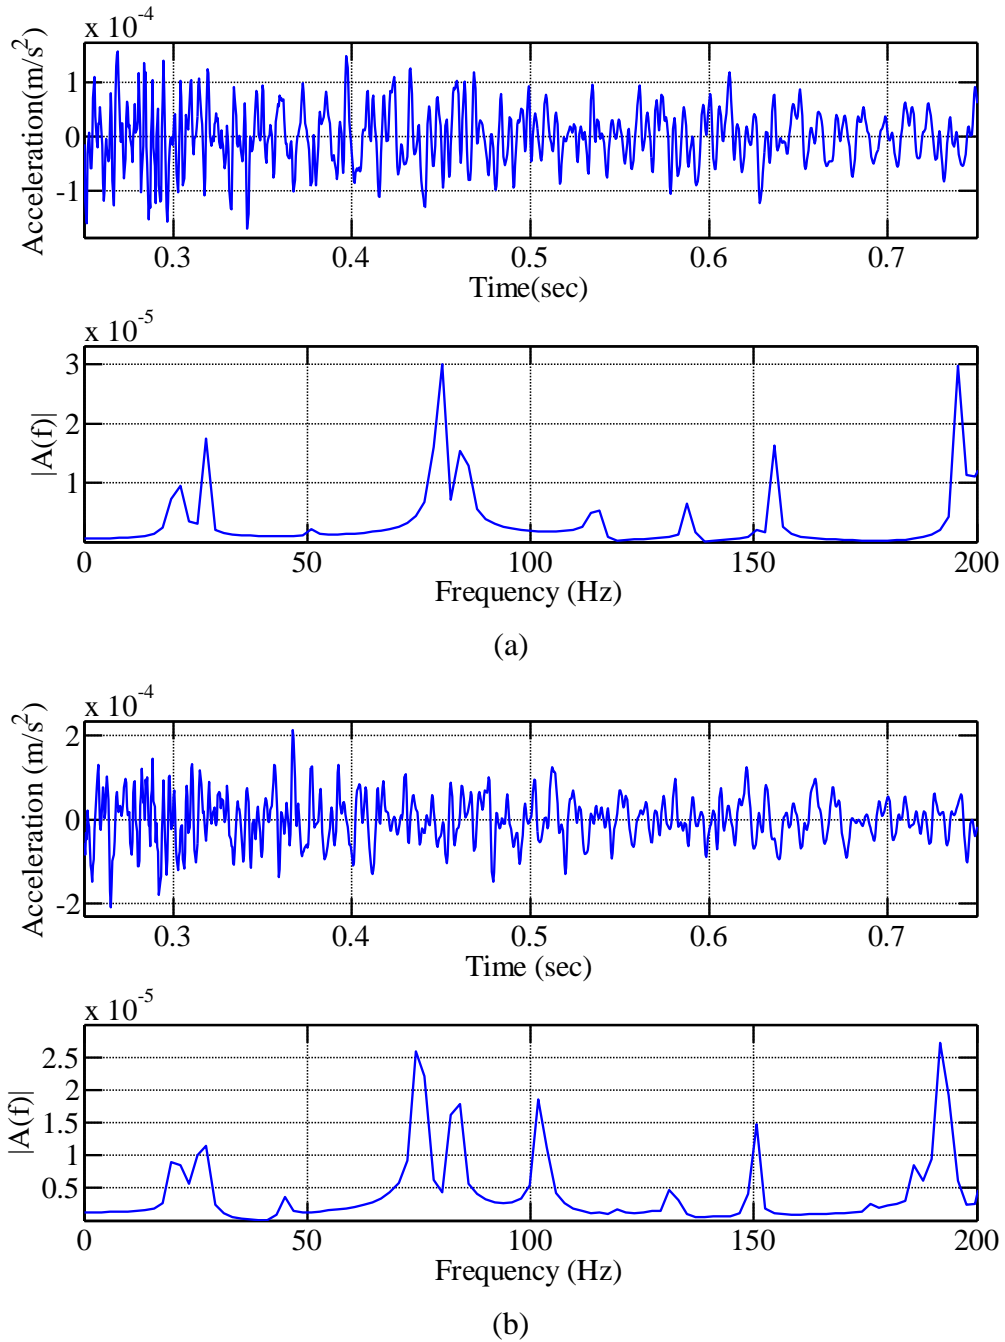 x 10-4
Acceleration(m/s2)
1
0
-1
0.3 0.4 0.5 0.6 0.7
Time(sec)
x 10-5
|A(f)|
3
2
1
0 50 100 150 200
Frequency (Hz)
(a)
x 10-4
Acceleration (m/s2)
2
0
-2
0.3 0.4 0.5 0.6 0.7
Time (sec)
x 10-5
|A(f)|
2.5
2
1.5
1
0.5
0 50 100 150 200
Frequency (Hz)
(b)